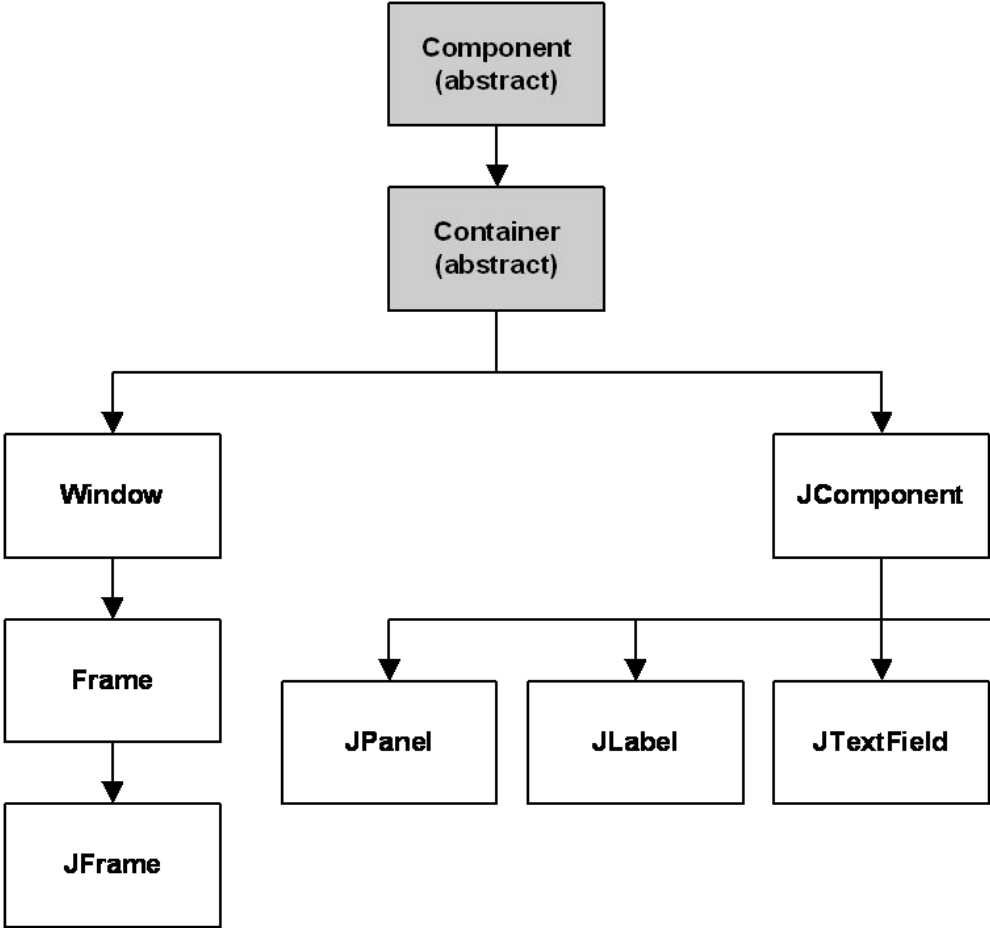 Component
(abstract)
Container
(abstract)
Window
JComponent
Frame
JPanel
JLabel
JTextField
JFrame